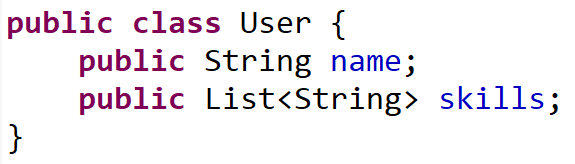 public class User {
    public String name;
    public List<String> skills;
}